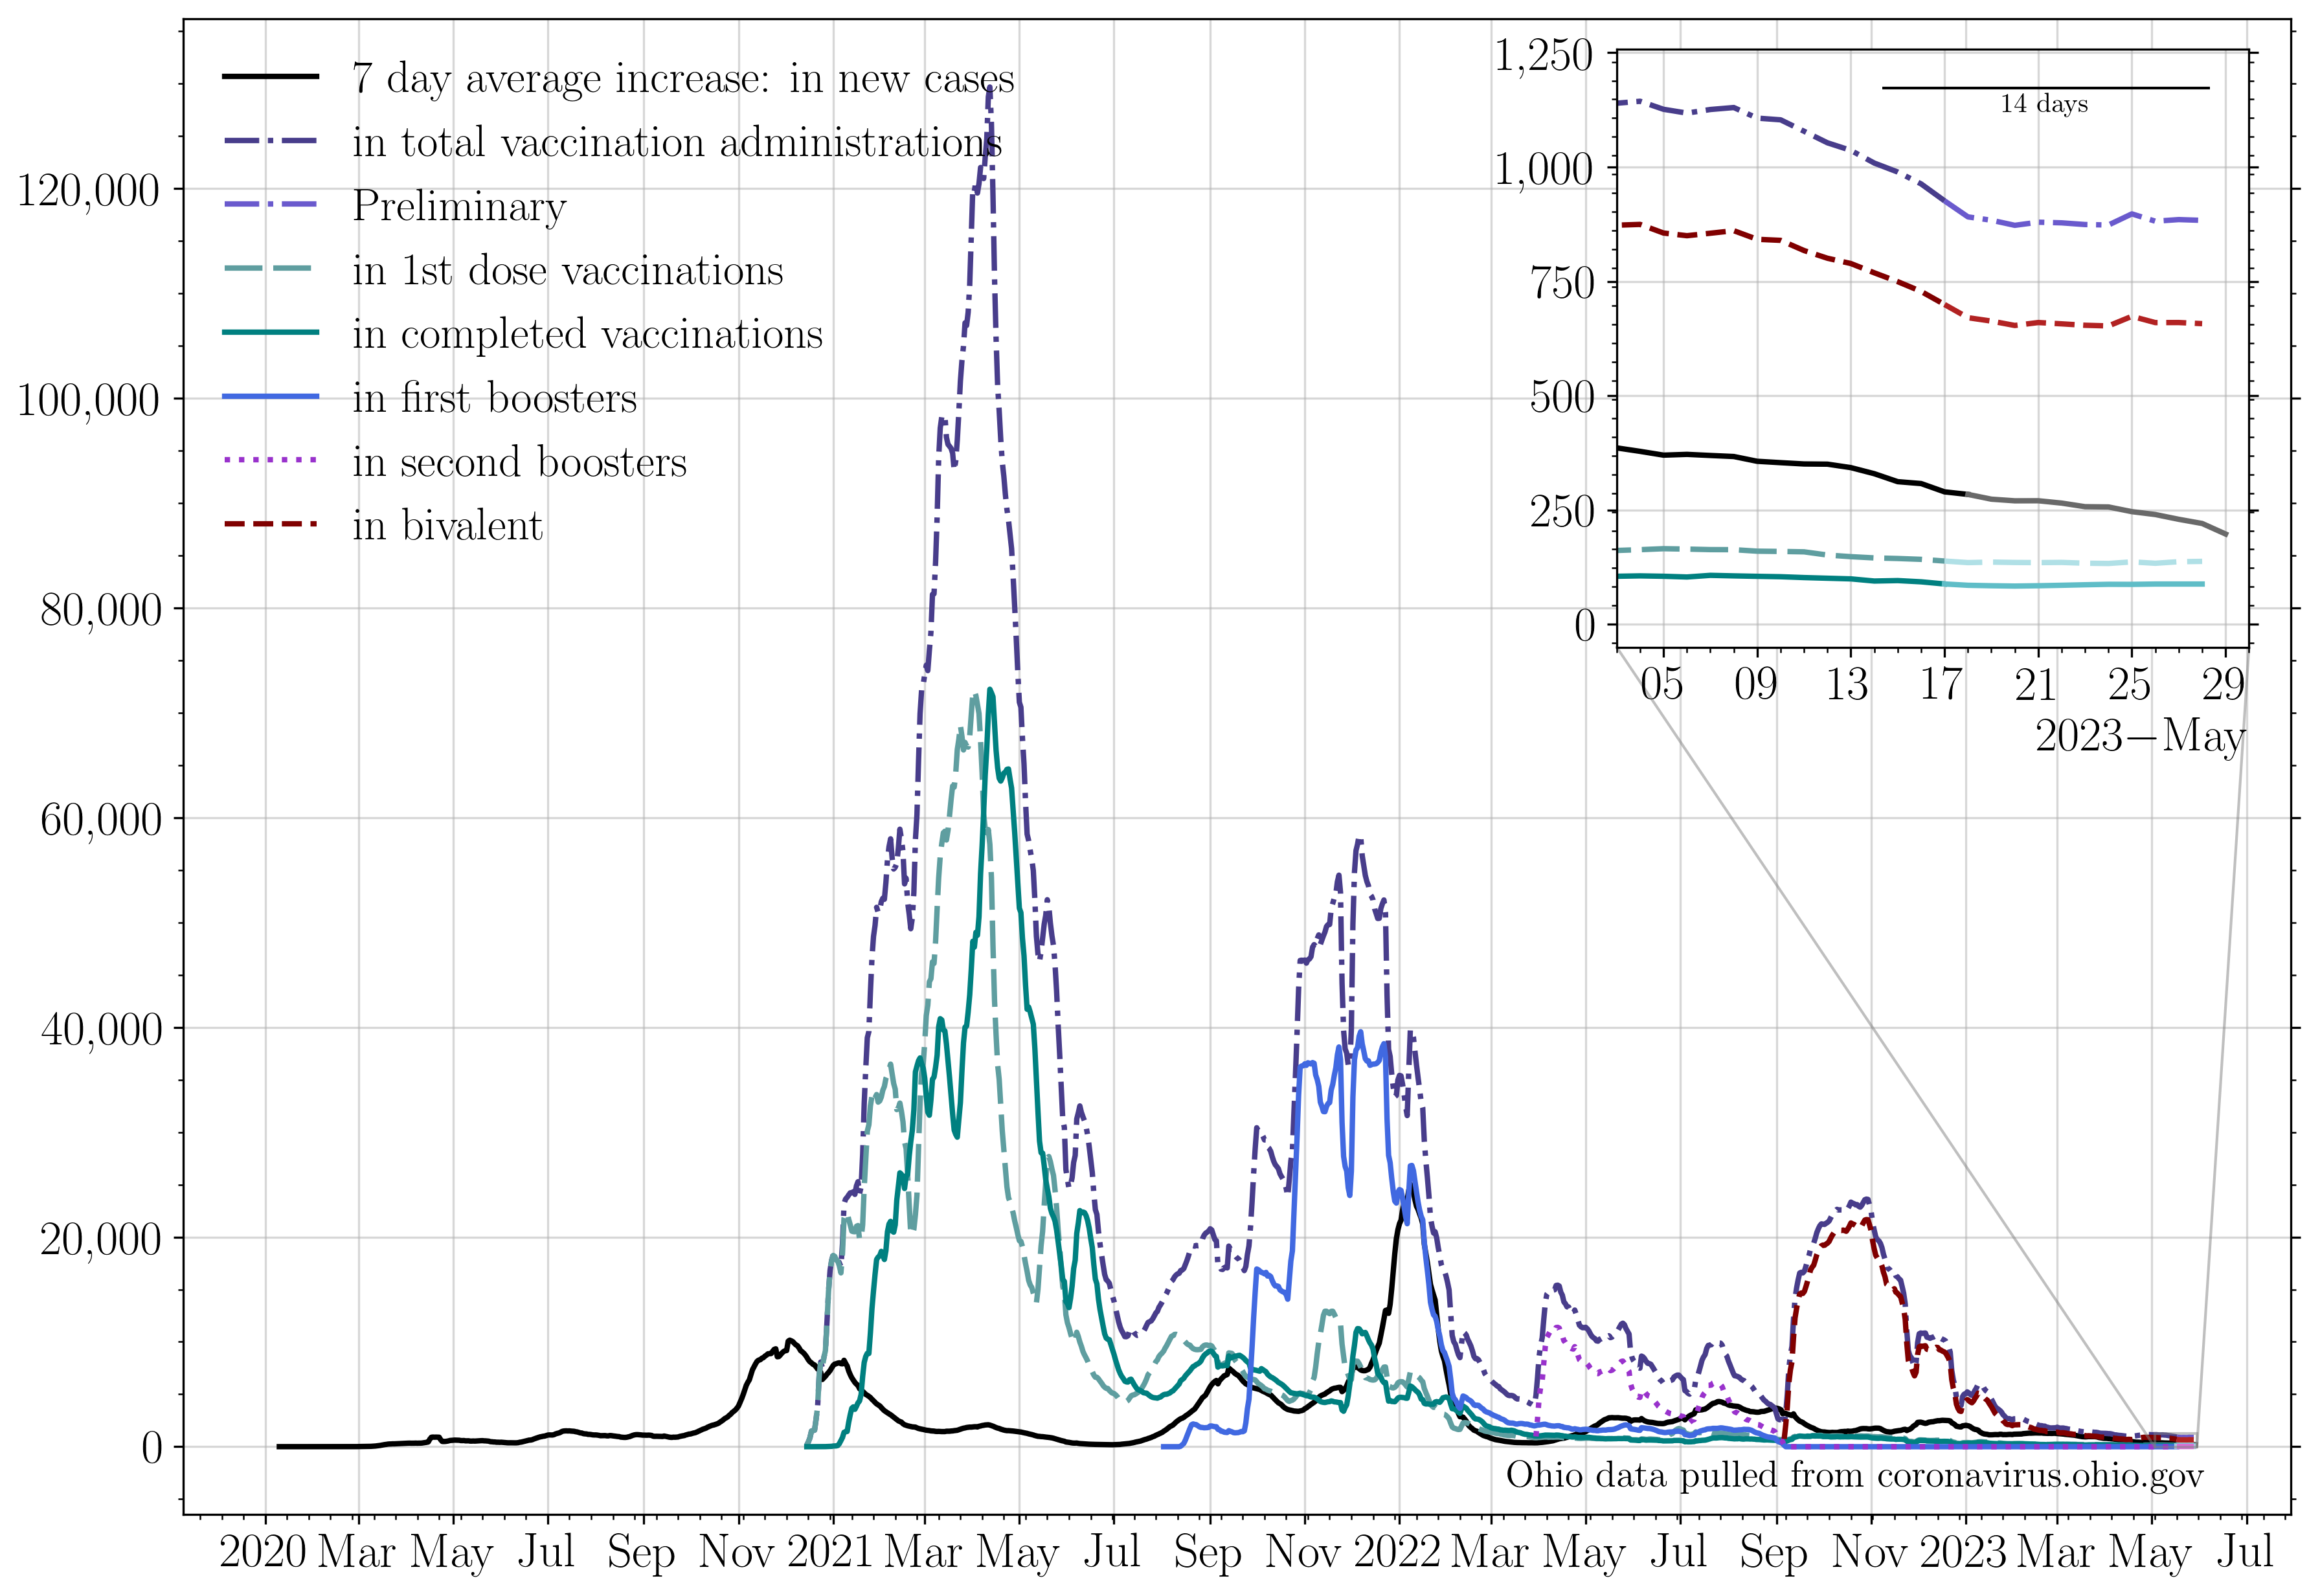 7 day average increase: in new cases
in total vaccination administrations
Preliminary
in 1st dose vaccinations
in completed vaccinations
in first boosters
in second boosters
in bivalent
120,000
100,000
80,000
60,000
40,000
20,000
0
1,250
1,000
750
500
250
0
14 days
05 09 13 17 21 25 29
2023−May
Ohio data pulled from coronavirus.ohio.gov
2020 Mar May Jul Sep Nov 2021 Mar May Jul Sep Nov 2022 Mar May Jul Sep Nov 2023 Mar May Jul